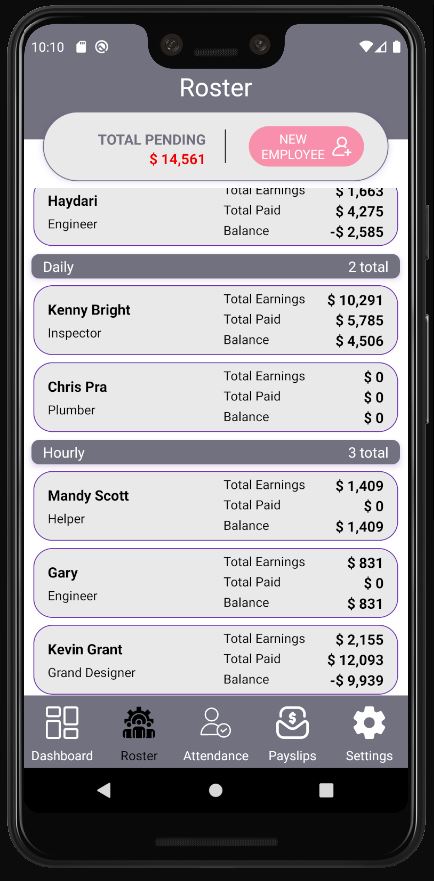 10:10
Roster
TOTAL PENDING
$ 14,561
NEW
EMPLOYEE
Haydari
Engineer
Total Earnings $ 1,663
Total Paid $ 4,275
Balance -$ 2,585
Daily 2 total
Kenny Bright
Inspector
Total Earnings $ 10,291
Total Paid $ 5,785
Balance $ 4,506
Chris Pra
Plumber
Total Earnings $ 0
Total Paid $ 0
Balance $ 0
Hourly 3 total
Mandy Scott
Helper
Total Earnings $ 1,409
Total Paid $ 0
Balance $ 1,409
Gary
Engineer
Total Earnings $ 831
Total Paid $ 0
Balance $ 831
Kevin Grant
Grand Designer
Total Earnings $ 2,155
Total Paid $ 12,093
Balance -$ 9,939
Dashboard Roster Attendance Payslips Settings